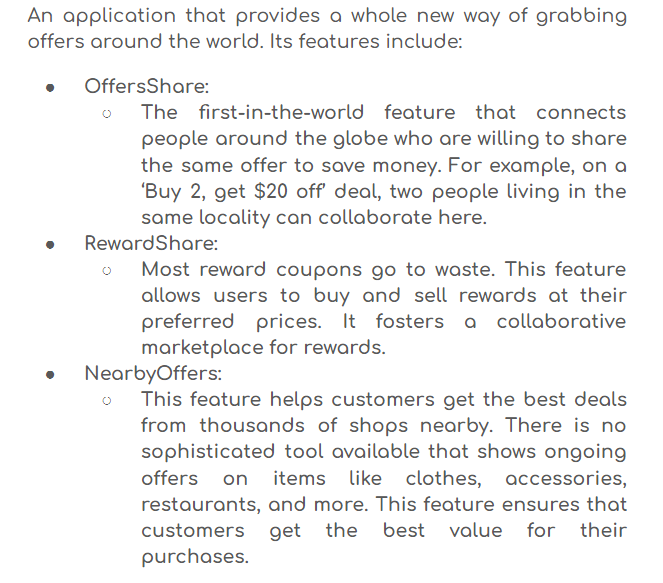 An application that provides a whole new way of grabbing
offers around the world. Its features include:
● OffersShare:
○ The first-in-the-world feature that connects
people around the globe who are willing to share
the same offer to save money. For example, on a
‘Buy 2, get $20 off’ deal, two people living in the
same locality can collaborate here.
● RewardShare:
○ Most reward coupons go to waste. This feature
allows users to buy and sell rewards at their
preferred prices. It fosters a collaborative
marketplace for rewards.
● NearbyOffers:
○ This feature helps customers get the best deals
from thousands of shops nearby. There is no
sophisticated tool available that shows ongoing
offers on items like clothes, accessories,
restaurants, and more. This feature ensures that
customers get the best value for their
purchases.